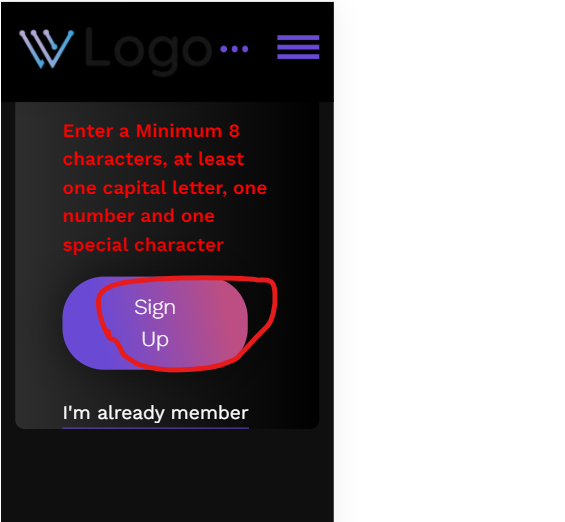 Logo
Enter a Minimum 8
characters, at least
one capital letter, one
number and one
special character
Sign
Up
I'm already member